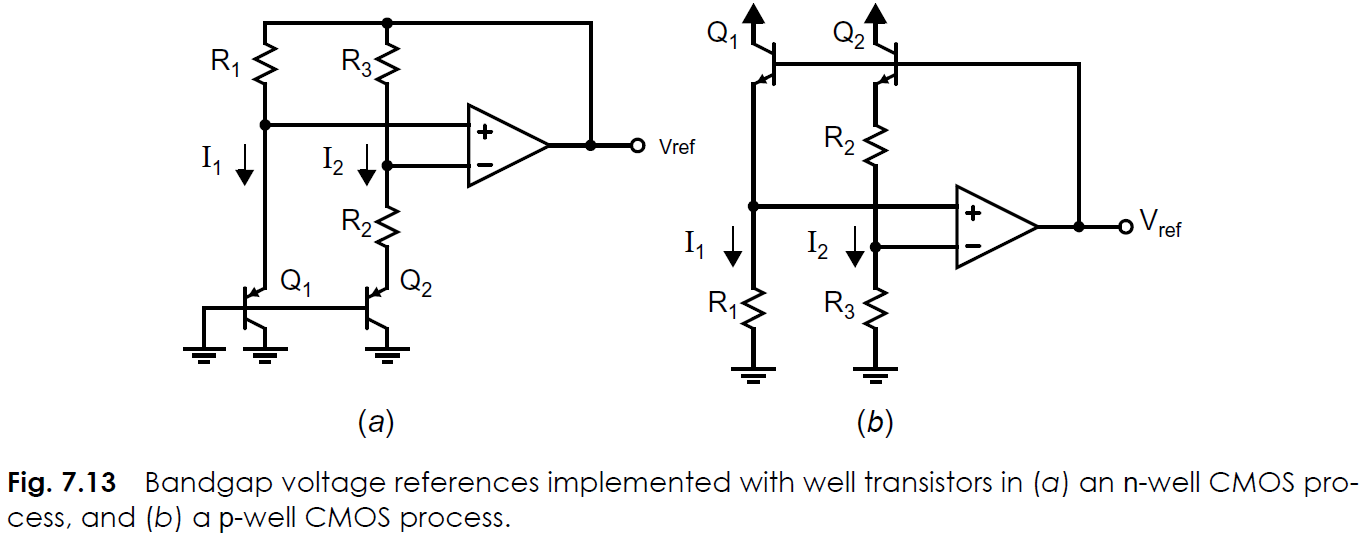 R1
R3
+
−
I1
I2
Vref
R2
Q1
Q2
(a)
Q1
Q2
R2
+
−
I1
I2
Vref
R1
R3
(b)
Fig. 7.13 Bandgap voltage references implemented with well transistors in (a) an n-well CMOS pro-
cess, and (b) a p-well CMOS process.